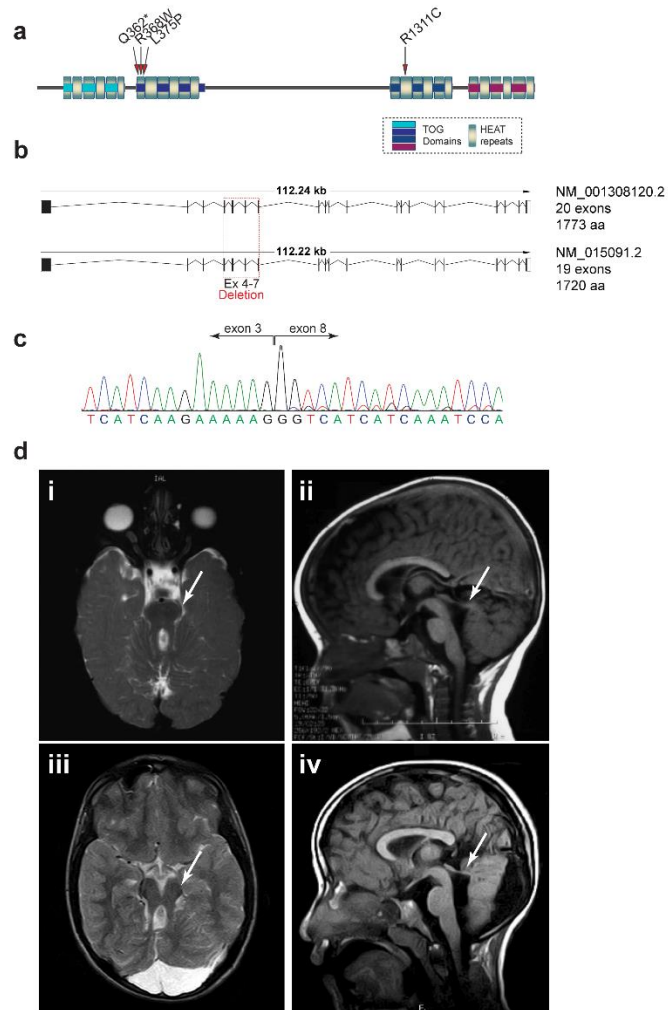 a
Q362*
R368W
L375P
R1311C
TOG
Domains
HEAT
repeats
b
112.24 kb
NM_001308120.2
20 exons
1773 aa
112.22 kb
NM_015091.2
19 exons
1720 aa
Ex 4-7
Deletion
c
exon 3 exon 8
TCATCAAGAAAAAGGGTCATCATCAAATCCA
d
i
ii
iii
iv